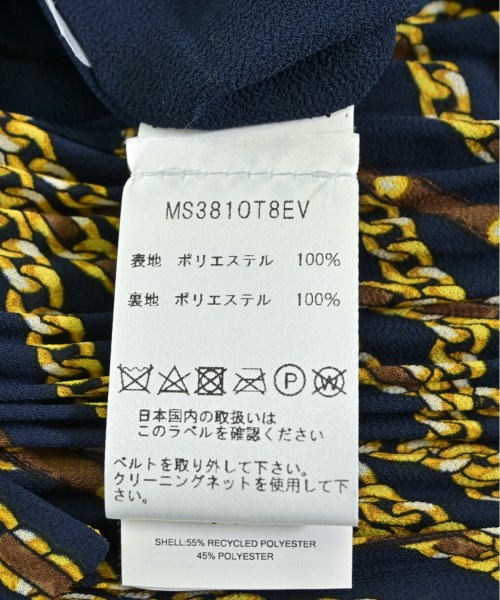 MS3810T8EV
表地 ポリエステル 100%
裏地 ポリエステル 100%
P W
日本国内の取扱いは
このラベルを確認ください
ベルトを取り外して下さい。
クリーニングネットを使用して下
さい。
SHELL:55% RECYCLED POLYESTER
45% POLYESTER